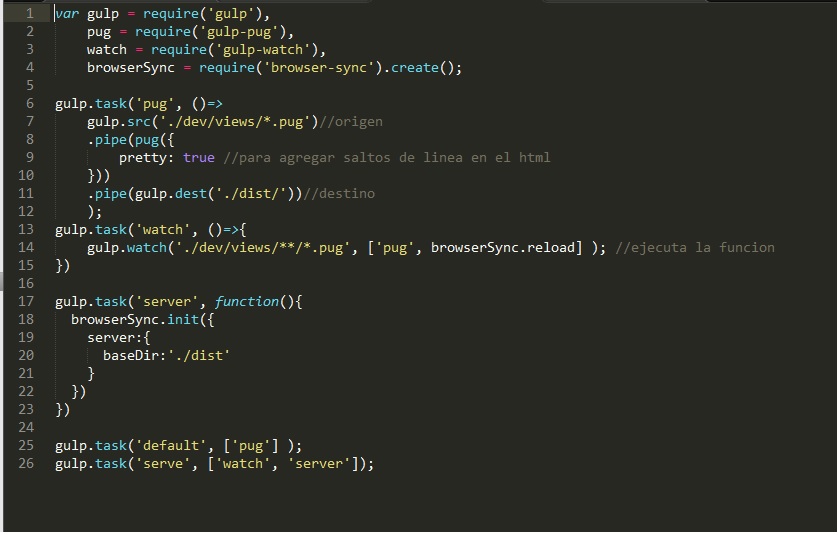 1 var gulp = require('gulp'),
2     pug = require('gulp-pug'),
3     watch = require('gulp-watch'),
4     browserSync = require('browser-sync').create();
5
6 gulp.task('pug', ()=>
7     gulp.src('./dev/views/*.pug')//origen
8     .pipe(pug({
9         pretty: true //para agregar saltos de linea en el html
10     }))
11     .pipe(gulp.dest('./dist/'))//destino
12     );
13 gulp.task('watch', ()=>{
14     gulp.watch('./dev/views/**/*.pug', ['pug', browserSync.reload] ); //ejecuta la funcion
15 })
16
17 gulp.task('server', function(){
18   browserSync.init({
19     server:{
20       baseDir:'./dist'
21     }
22   })
23 })
24
25 gulp.task('default', ['pug'] );
26 gulp.task('serve', ['watch', 'server']);